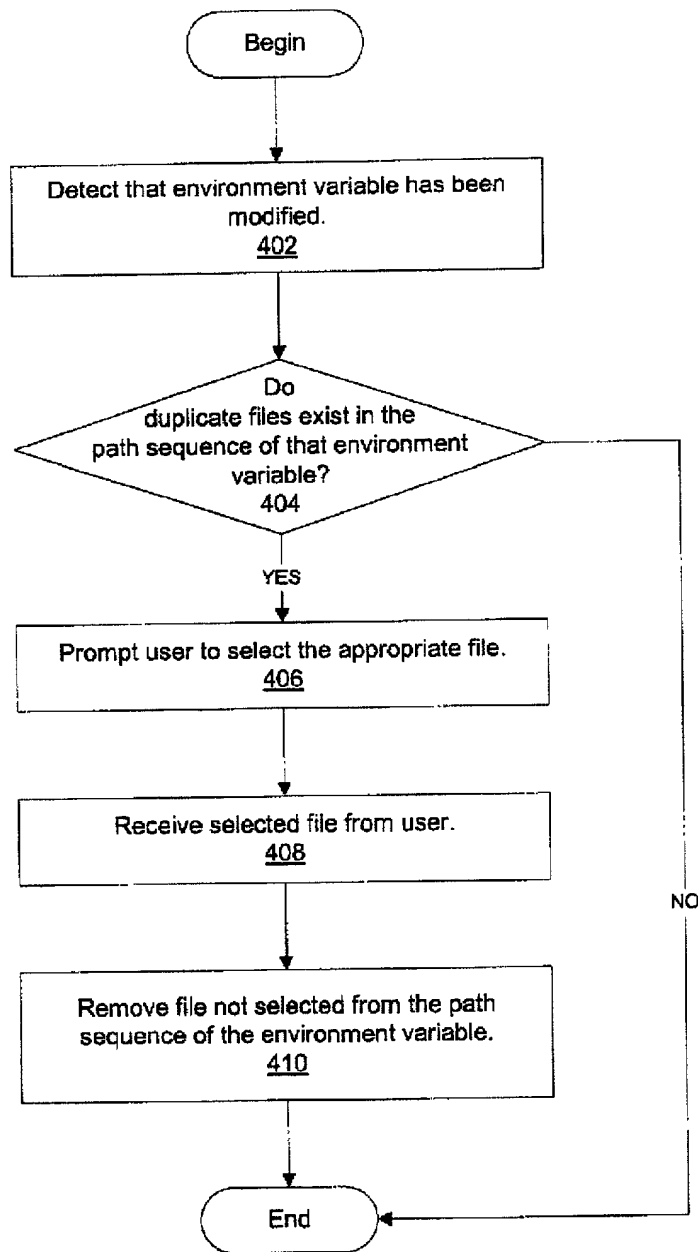 Begin
Detect that environment variable has been
modified.
402
Do
duplicate files exist in the
path sequence of that environment
variable?
404
YES
Prompt user to select the appropriate file.
406
Receive selected file from user.
408
NO
Remove file not selected from the path
sequence of the environment variable.
410
End